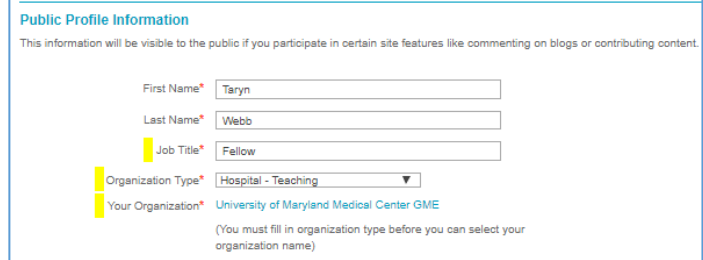 Public Profile Information
This information will be visible to the public if you participate in certain site features like commenting on blogs or contributing content.
First Name* Taryn
Last Name* Webb
Job Title* Fellow
Organization Type* Hospital - Teaching ▼
Your Organization* University of Maryland Medical Center GME
(You must fill in organization type before you can select your
organization name)